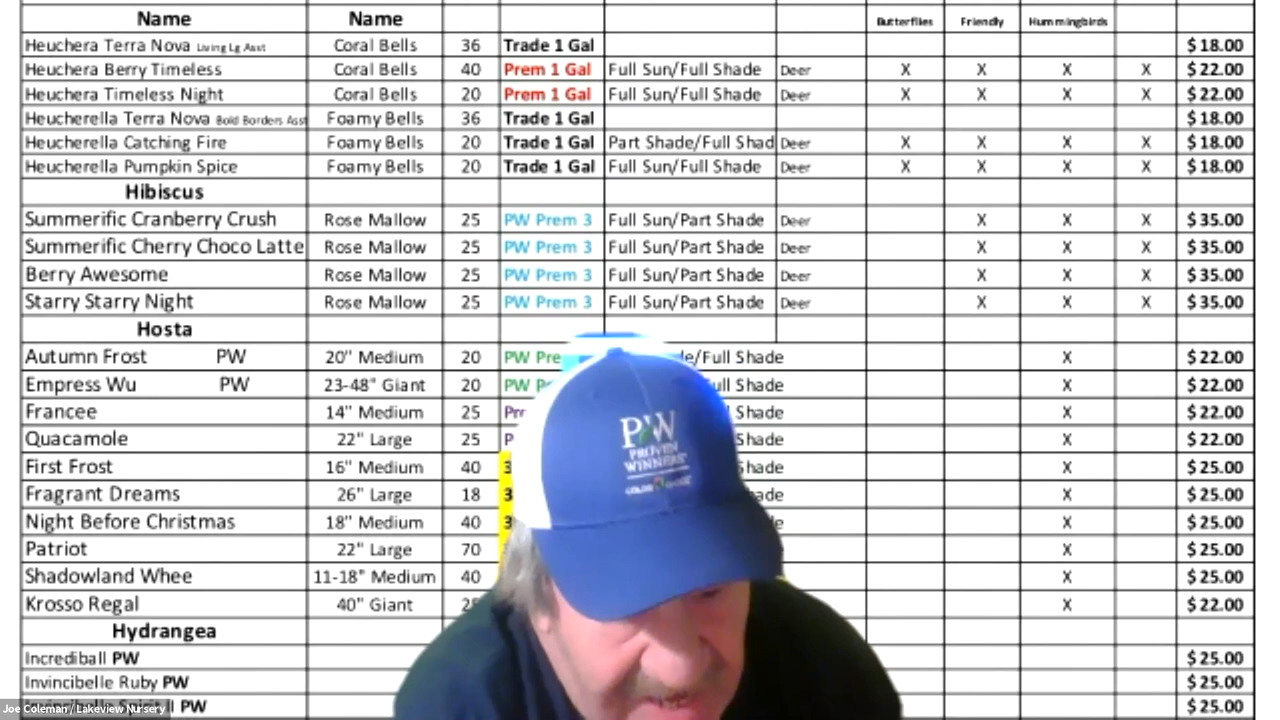 Name Name Butterflies Friendly Hummingbirds
Heuchera Terra Nova Living Lg Asst Coral Bells 36 Trade 1 Gal $18.00
Heuchera Berry Timeless Coral Bells 40 Prem 1 Gal Full Sun/Full Shade Deer X X X X $22.00
Heuchera Timeless Night Coral Bells 20 Prem 1 Gal Full Sun/Full Shade Deer X X X X $22.00
Heucherella Terra Nova Bold Borders Asst Foamy Bells 36 Trade 1 Gal $18.00
Heucherella Catching Fire Foamy Bells 20 Trade 1 Gal Part Shade/Full Shad Deer X X X X $18.00
Heucherella Pumpkin Spice Foamy Bells 20 Trade 1 Gal Full Sun/Full Shade Deer X X X X $18.00
Hibiscus
Summerific Cranberry Crush Rose Mallow 25 PW Prem 3 Full Sun/Part Shade Deer X X X $35.00
Summerific Cherry Choco Latte Rose Mallow 25 PW Prem 3 Full Sun/Part Shade Deer X X X $35.00
Berry Awesome Rose Mallow 25 PW Prem 3 Full Sun/Part Shade Deer X X X $35.00
Starry Starry Night Rose Mallow 25 PW Prem 3 Full Sun/Part Shade Deer X X X $35.00
Hosta
Autumn Frost PW 20" Medium 20 PW Pre e/Full Shade X $22.00
Empress Wu PW 23-48" Giant 20 PW ull Shade X $22.00
Francee 14" Medium 25 Pr Shade X $22.00
Quacamole 22" Large 25 P Shade X $22.00
First Frost 16" Medium 40 3 Shade X $25.00
Fragrant Dreams 26" Large 18 3 ade X $25.00
Night Before Christmas 18" Medium 40 3 e X $25.00
Patriot 22" Large 70 X $25.00
Shadowland Whee 11-18" Medium 40 X $25.00
Krosso Regal 40" Giant X $22.00
Hydrangea
Incrediball PW $25.00
Invincibelle Ruby PW $25.00
Invincibelle Spirit II PW $25.00
PW
PROVEN
WINNERS
COLOR CHOICE
Joe Coleman / Lakeview Nursery